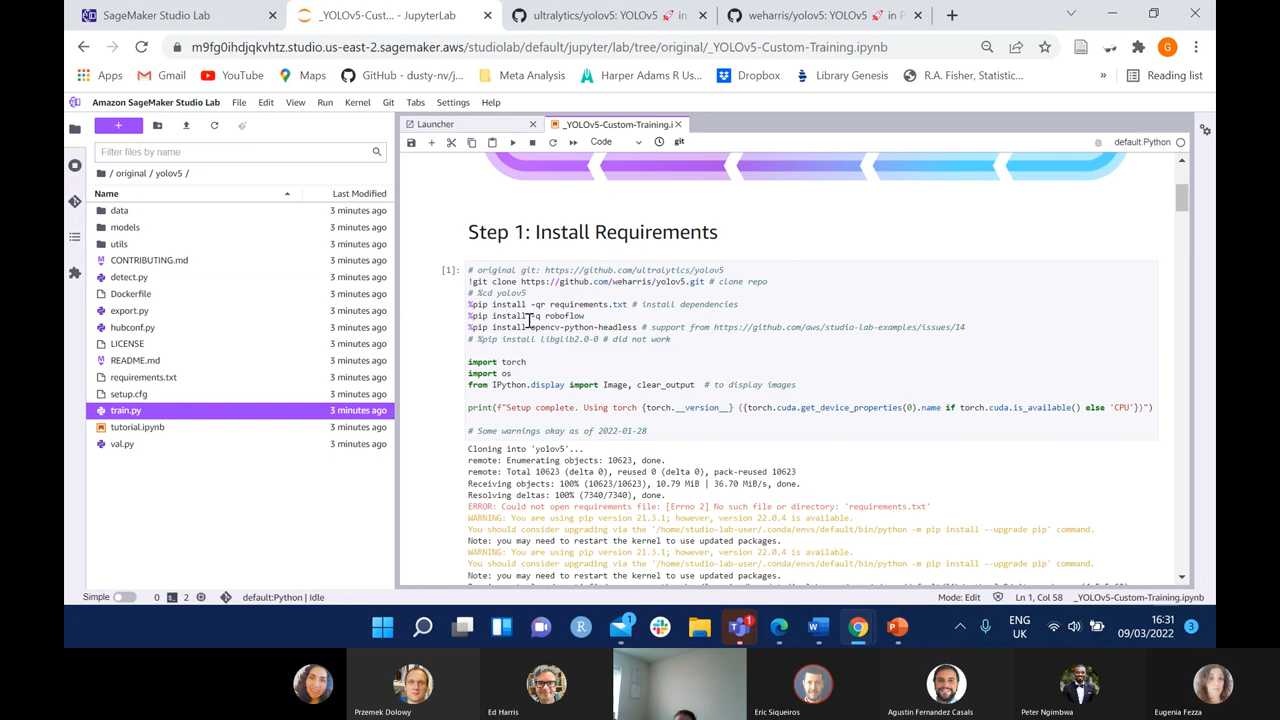 SageMaker Studio Lab
_YOLOv5-Cust... - JupyterLab
ultralytics/yolov5: YOLOv5 🚀 in
weharris/yolov5: YOLOv5 🚀 in P
m9fg0ihdjqkvhtz.studio.us-east-2.sagemaker.aws/studiolab/default/jupyter/lab/tree/original/_YOLOv5-Custom-Training.ipynb
G
Apps
Gmail
YouTube
Maps
GitHub - dusty-nv/j...
Meta Analysis
Harper Adams R Us...
Dropbox
Library Genesis
R.A. Fisher, Statistic...
»
Reading list
Amazon SageMaker Studio Lab
File
Edit
View
Run
Kernel
Git
Tabs
Settings
Help
Launcher
_YOLOv5-Custom-Training.i
Code
git
default:Python
Filter files by name
/ original / yolov5 /
Name
Last Modified
data 3 minutes ago
models 3 minutes ago
utils 3 minutes ago
CONTRIBUTING.md 3 minutes ago
detect.py 3 minutes ago
Dockerfile 3 minutes ago
export.py 3 minutes ago
hubconf.py 3 minutes ago
LICENSE 3 minutes ago
README.md 3 minutes ago
requirements.txt 3 minutes ago
setup.cfg 3 minutes ago
train.py 3 minutes ago
tutorial.ipynb 3 minutes ago
val.py 3 minutes ago
Step 1: Install Requirements
[1]:
# original git: https://github.com/ultralytics/yolov5
!git clone https://github.com/weharris/yolov5.git # clone repo
# %cd yolov5
%pip install -qr requirements.txt # install dependencies
%pip install -q roboflow
%pip install opencv-python-headless # support from https://github.com/aws/studio-lab-examples/issues/14
# %pip install libglib2.0-0 # did not work
import torch
import os
from IPython.display import Image, clear_output # to display images
print(f"Setup complete. Using torch {torch.__version__} ({torch.cuda.get_device_properties(0).name if torch.cuda.is_available() else 'CPU'})")
# Some warnings okay as of 2022-01-28
Cloning into 'yolov5'...
remote: Enumerating objects: 10623, done.
remote: Total 10623 (delta 0), reused 0 (delta 0), pack-reused 10623
Receiving objects: 100% (10623/10623), 10.79 MiB | 36.70 MiB/s, done.
Resolving deltas: 100% (7340/7340), done.
ERROR: Could not open requirements file: [Errno 2] No such file or directory: 'requirements.txt'
WARNING: You are using pip version 21.3.1; however, version 22.0.4 is available.
You should consider upgrading via the '/home/studio-lab-user/.conda/envs/default/bin/python -m pip install --upgrade pip' command.
Note: you may need to restart the kernel to use updated packages.
WARNING: You are using pip version 21.3.1; however, version 22.0.4 is available.
You should consider upgrading via the '/home/studio-lab-user/.conda/envs/default/bin/python -m pip install --upgrade pip' command.
Note: you may need to restart the kernel to use updated packages.
Simple
0
2
default:Python | Idle
Mode: Edit
Ln 1, Col 58
_YOLOv5-Custom-Training.ipynb
1
1
ENG
UK
16:31
09/03/2022
3
Przemek Dolowy
Ed Harris
Eric Siqueiros
Agustin Fernandez Casals
Peter Ngimbwa
Eugenia Fezza